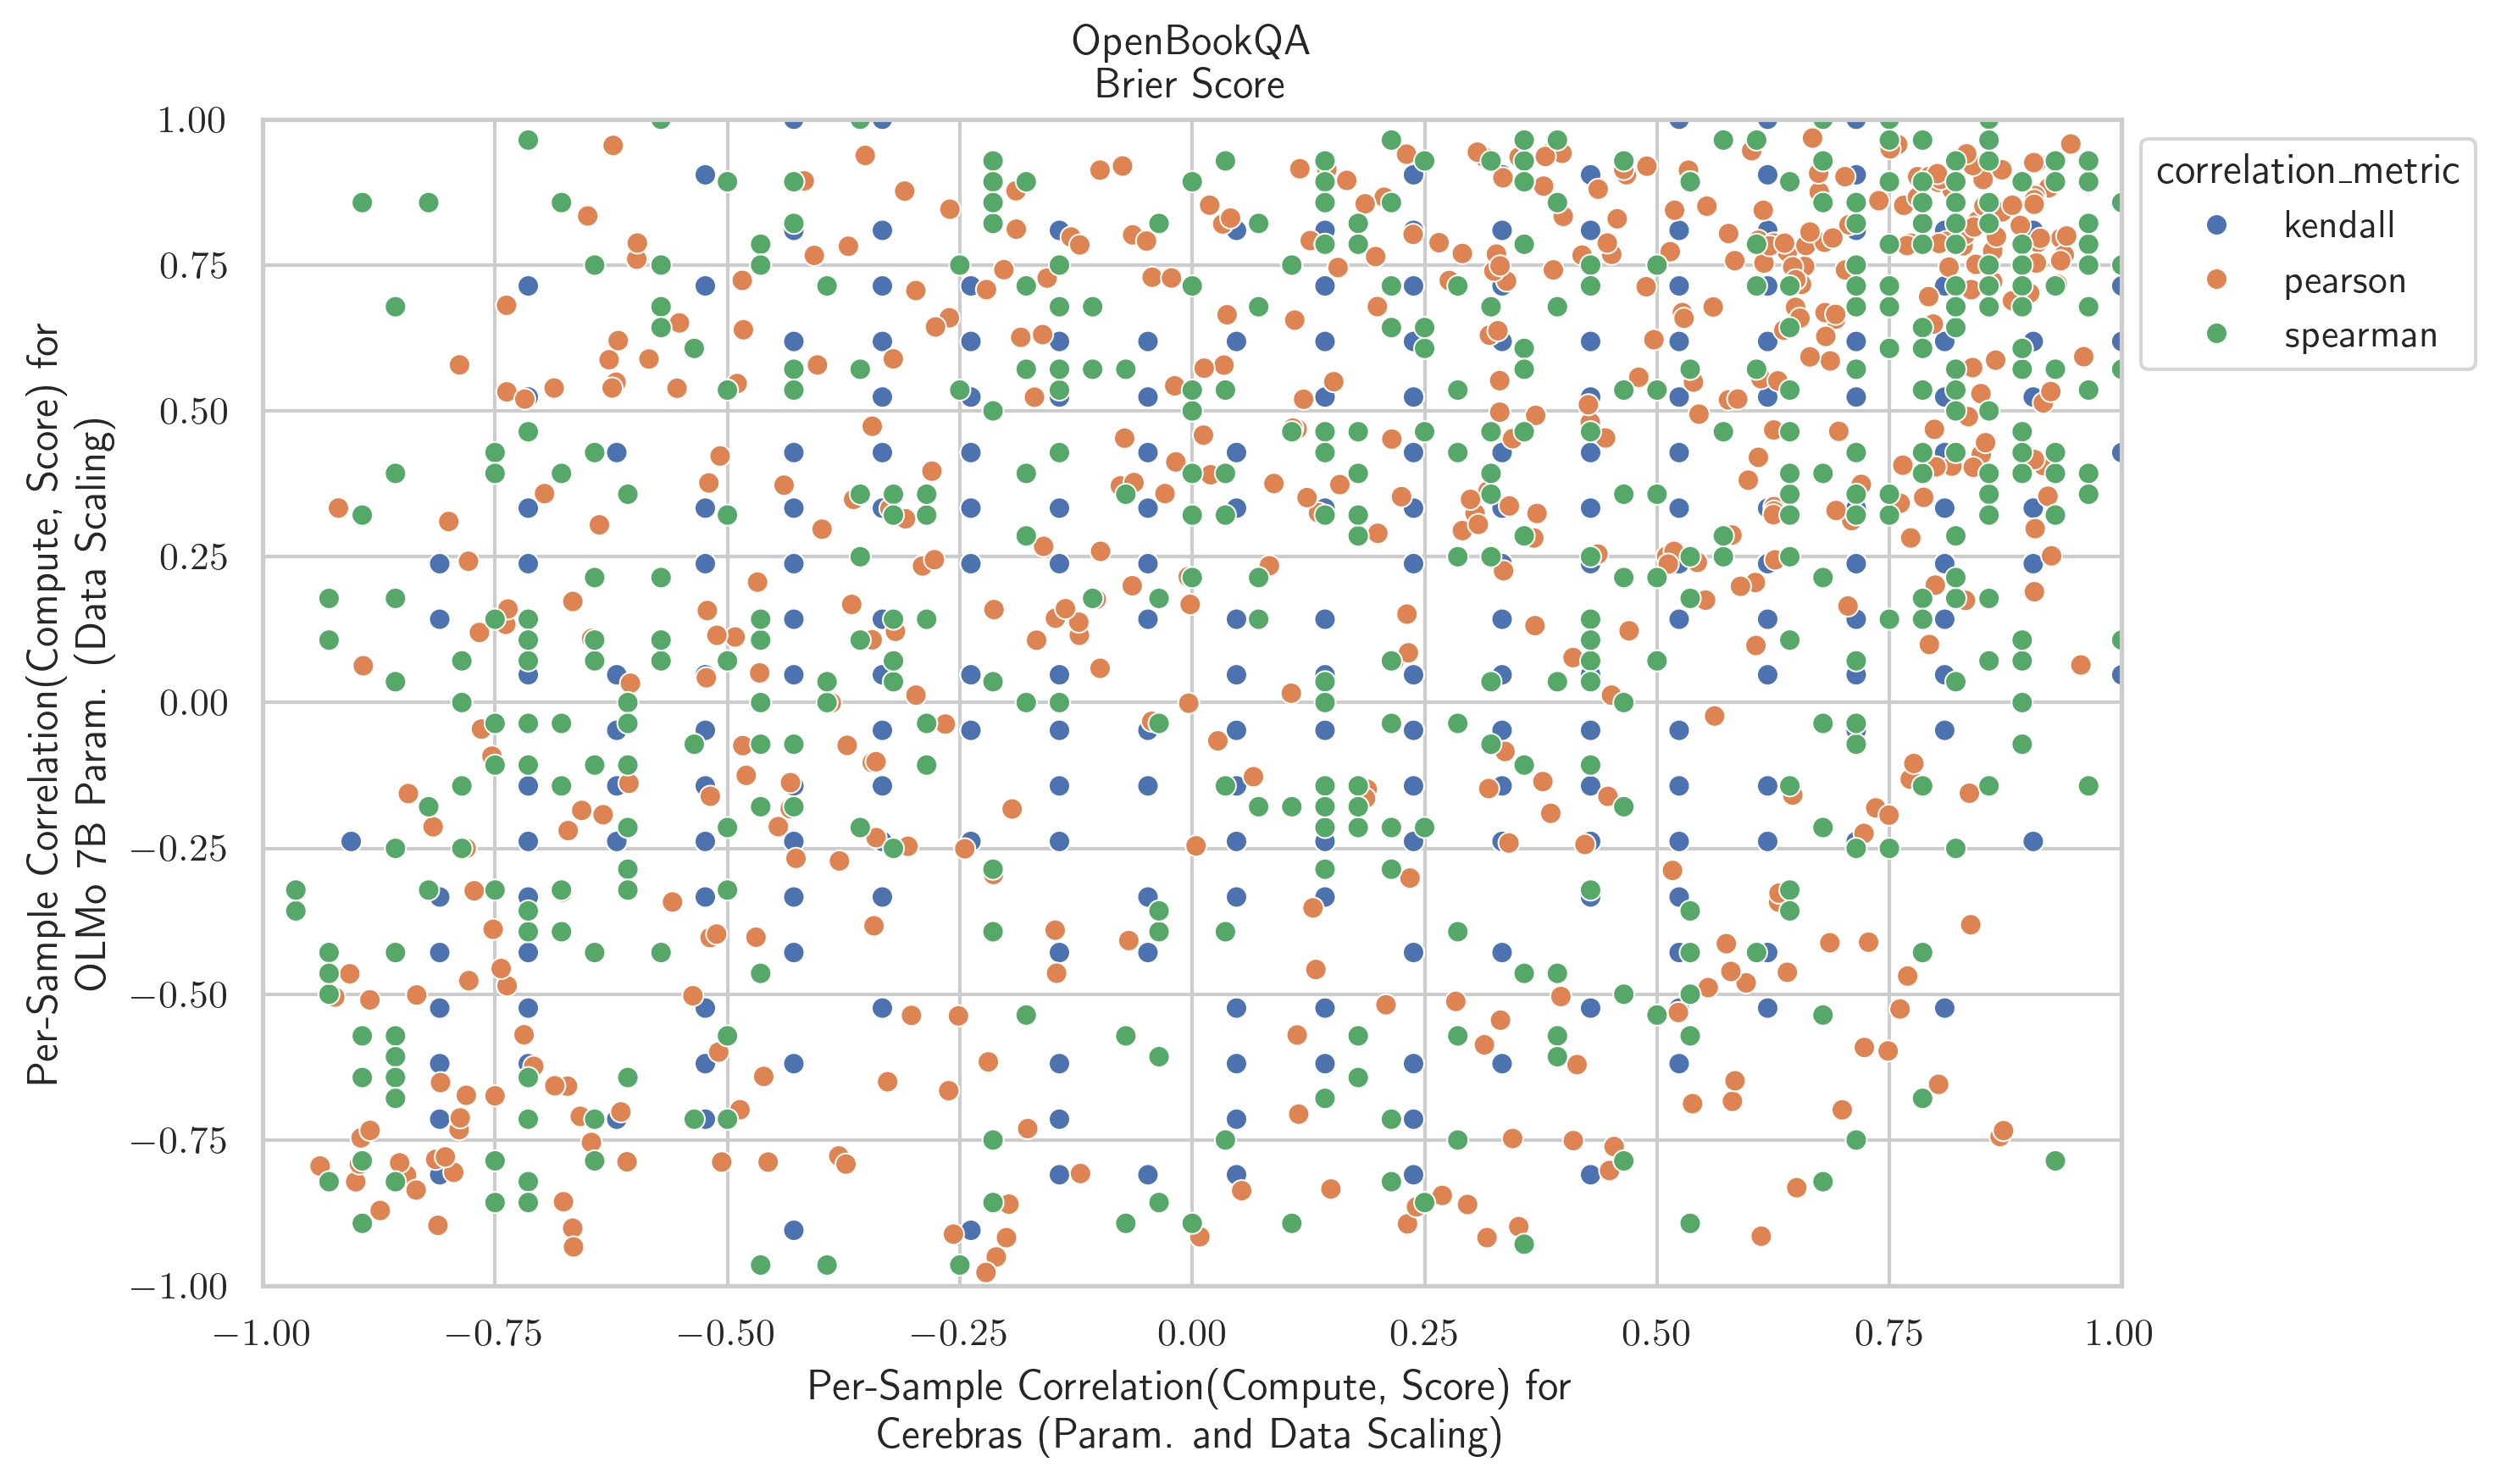 OpenBookQA
Brier Score
Per-Sample Correlation(Compute, Score) for
OLMo 7B Param. (Data Scaling)
1.00
0.75
0.50
0.25
0.00
−0.25
−0.50
−0.75
−1.00
−1.00 −0.75 −0.50 −0.25 0.00 0.25 0.50 0.75 1.00
Per-Sample Correlation(Compute, Score) for
Cerebras (Param. and Data Scaling)
correlation_metric
kendall
pearson
spearman